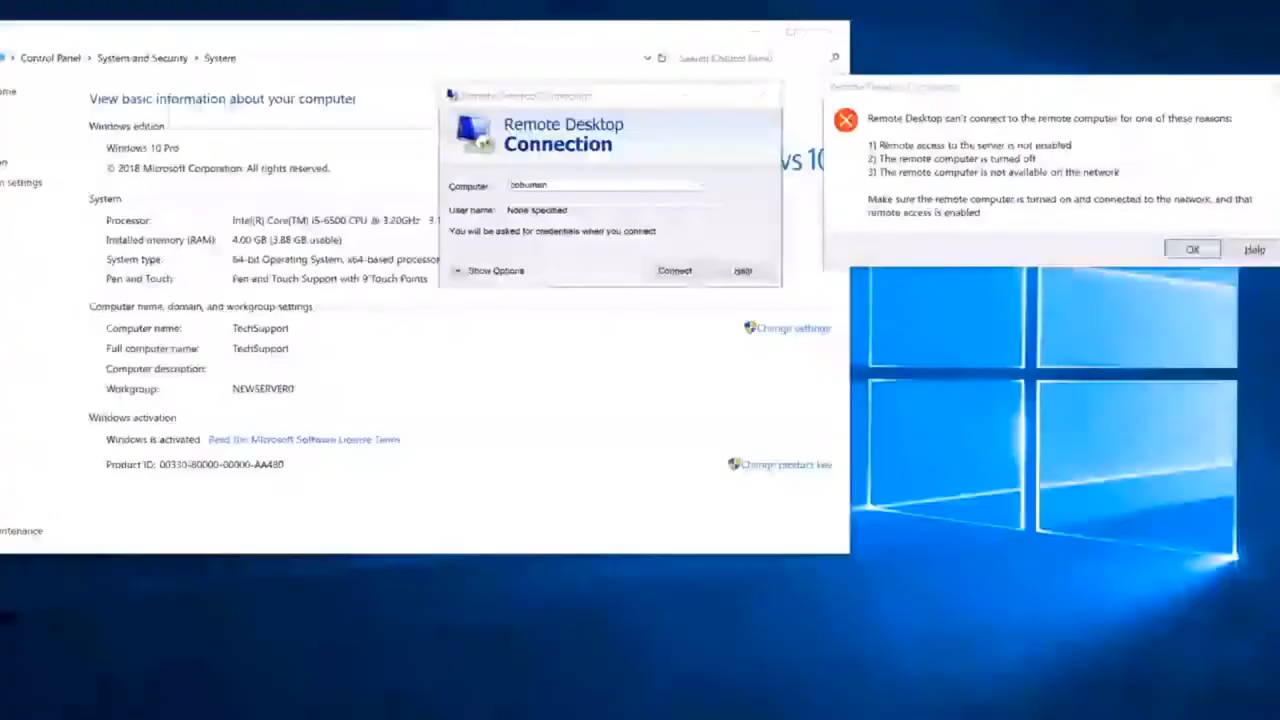 Control Panel > System and Security > System
View basic information about your computer
Windows edition
Windows 10 Pro
© 2018 Microsoft Corporation. All rights reserved.
System
Processor: Intel(R) Core(TM) i5-6500 CPU @ 3.20GHz
Installed memory (RAM): 4.00 GB (3.88 GB usable)
System type: 64-bit Operating System, x64-based processor
Pen and Touch: Pen and Touch Support with 9 Touch Points
Computer name, domain, and workgroup settings
Computer name: TechSupport
Full computer name: TechSupport
Computer description:
Workgroup: NEWSERVER0
Change settings
Windows activation
Windows is activated Read the Microsoft Software License Terms
Product ID: 00330-80000-00000-AA480
Change product key
settings
Remote Desktop Connection
Remote Desktop
Connection
Computer:
User name: None specified
You will be asked for credentials when you connect
Show Options
Connect
Help
Remote Desktop can't connect to the remote computer for one of these reasons:
1) Remote access to the server is not enabled
2) The remote computer is turned off
3) The remote computer is not available on the network
Make sure the remote computer is turned on and connected to the network, and that
remote access is enabled
OK
Help